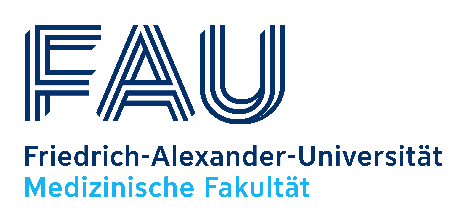 FAU
Friedrich-Alexander-Universität
Medizinische Fakultät